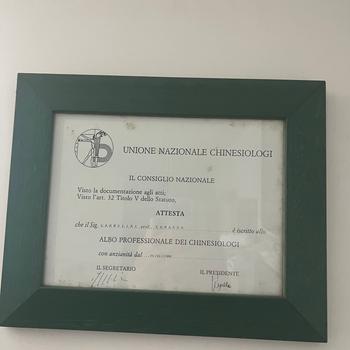 UNIONE NAZIONALE CHINESIOLOGI
IL CONSIGLIO NAZIONALE
Visto la documentazione agli atti;
Visto l'art. 32 Titolo V dello Statuto,
ATTESTA
che il Sig. prof. è iscritto allo
ALBO PROFESSIONALE DEI CHINESIOLOGI
con anzianità dal
IL SEGRETARIO IL PRESIDENTE